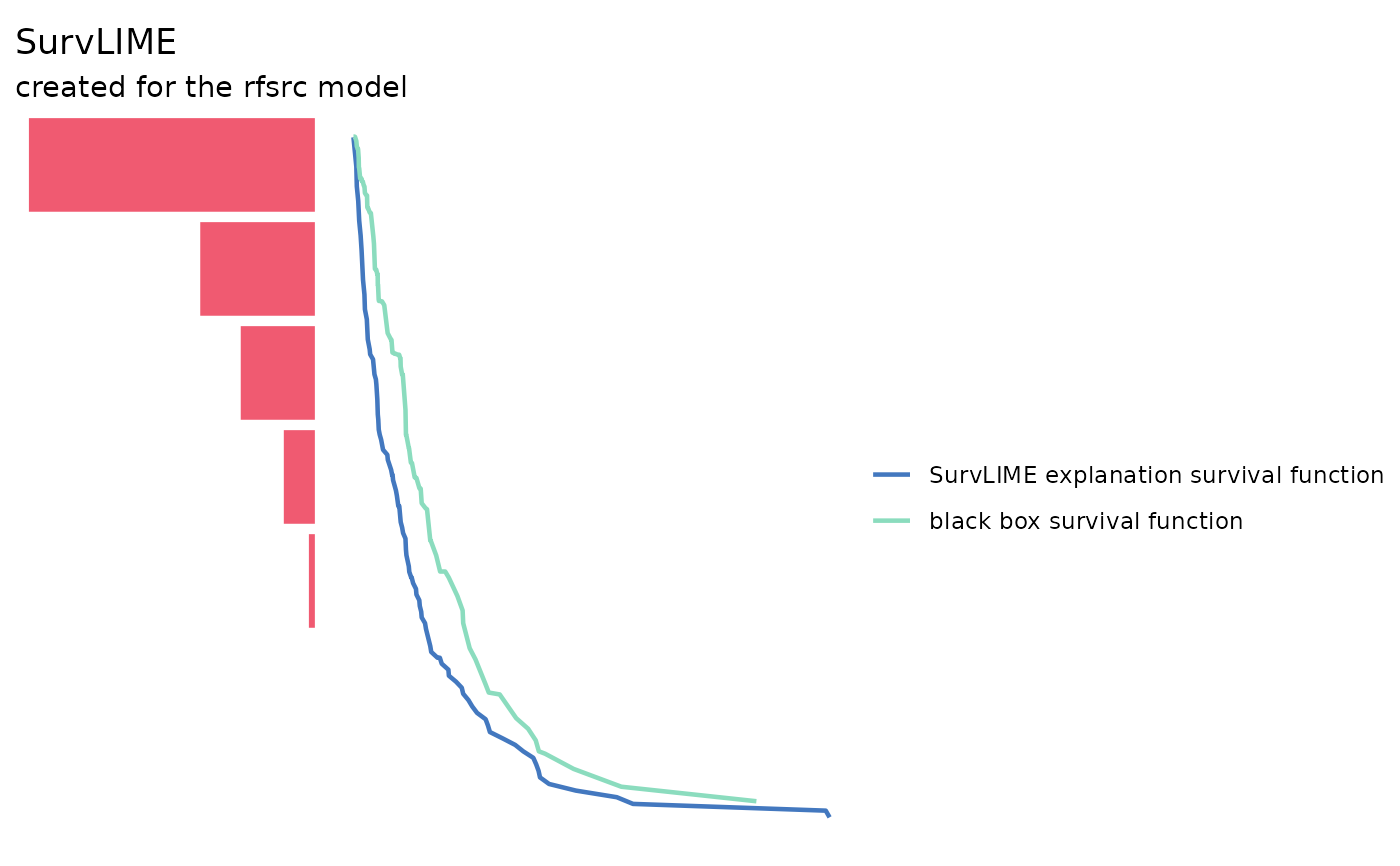 SurvLIME
created for the rfsrc model
SurvLIME explanation survival function
black box survival function